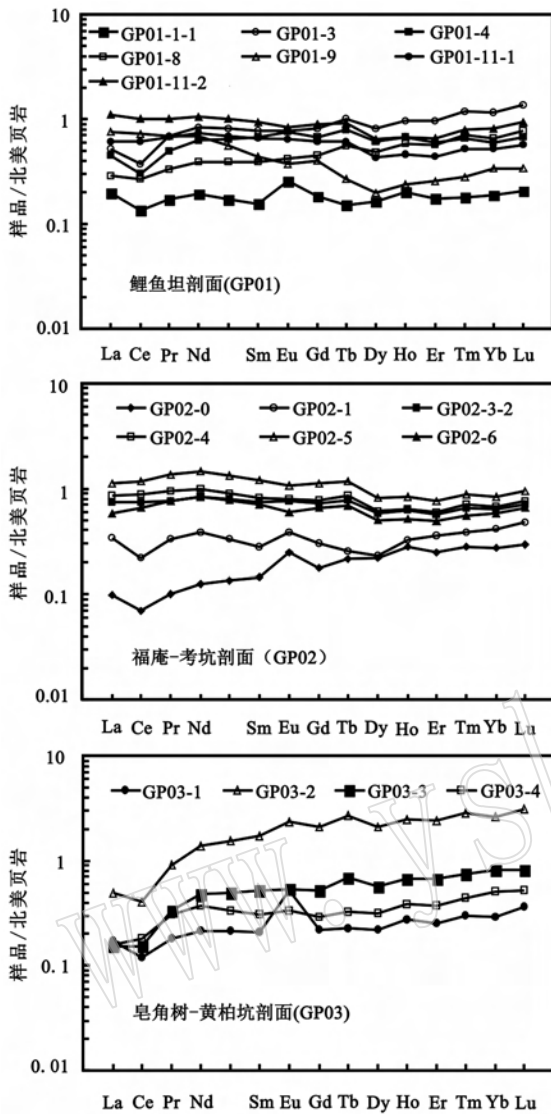 10
GP01-1-1 GP01-3 GP01-4
GP01-8 GP01-9 GP01-11-1
GP01-11-2
1
0.1
0.01
样品/北美页岩
鲤鱼坦剖面(GP01)
La Ce Pr Nd Sm Eu Gd Tb Dy Ho Er Tm Yb Lu
10
GP02-0 GP02-1 GP02-3-2
GP02-4 GP02-5 GP02-6
1
0.1
0.01
样品/北美页岩
福庵-考坑剖面（GP02）
La Ce Pr Nd Sm Eu Gd Tb Dy Ho Er Tm Yb Lu
10
GP03-1 GP03-2 GP03-3 GP03-4
1
0.1
0.01
样品/北美页岩
皂角树-黄柏坑剖面(GP03)
La Ce Pr Nd Sm Eu Gd Tb Dy Ho Er Tm Yb Lu
www.ysl